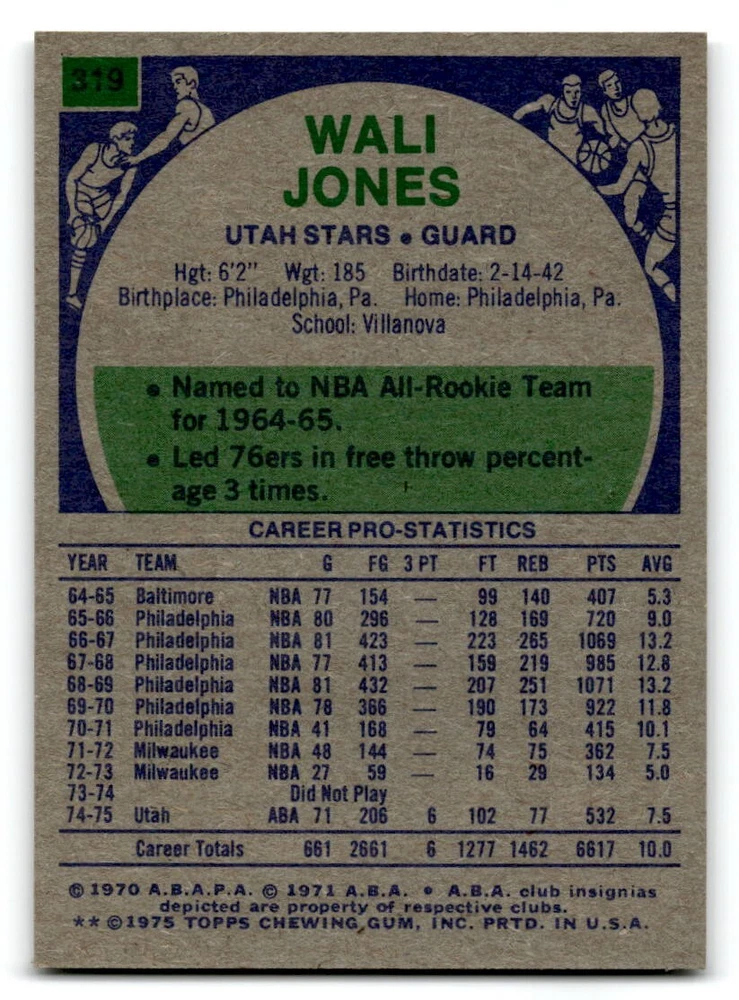 319
WALI
JONES
UTAH STARS • GUARD
Hgt: 6'2" Wgt: 185 Birthdate: 2-14-42
Birthplace: Philadelphia, Pa. Home: Philadelphia, Pa.
School: Villanova
• Named to NBA All-Rookie Team
for 1964-65.
• Led 76ers in free throw percent-
age 3 times.
CAREER PRO-STATISTICS
YEAR TEAM G FG 3 PT FT REB PTS AVG
64-65 Baltimore NBA 77 154 — 99 140 407 5.3
65-66 Philadelphia NBA 80 296 — 128 169 720 9.0
66-67 Philadelphia NBA 81 423 — 223 265 1069 13.2
67-68 Philadelphia NBA 77 413 — 159 219 985 12.8
68-69 Philadelphia NBA 81 432 — 207 251 1071 13.2
69-70 Philadelphia NBA 78 366 — 190 173 922 11.8
70-71 Philadelphia NBA 41 168 — 79 64 415 10.1
71-72 Milwaukee NBA 48 144 — 74 75 362 7.5
72-73 Milwaukee NBA 27 59 — 16 29 134 5.0
73-74 Did Not Play
74-75 Utah ABA 71 206 6 102 77 532 7.5
Career Totals 661 2661 6 1277 1462 6617 10.0
© 1970 A.B.A.P.A. © 1971 A.B.A. • A.B.A. club insignias
depicted are property of respective clubs.
** ©1975 TOPPS CHEWING GUM, INC. PRTD. IN U.S.A.